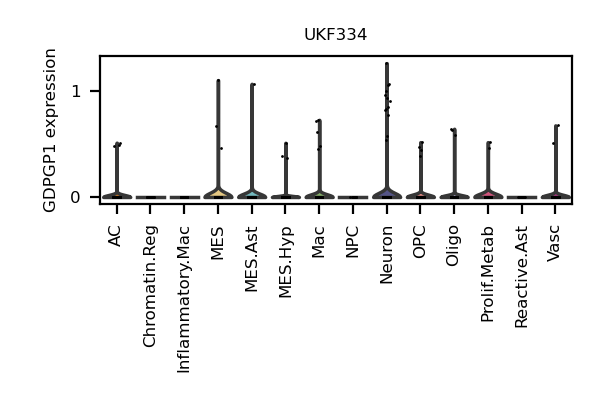 UKF334
GDPGP1 expression
1
0
AC
Chromatin.Reg
Inflammatory.Mac
MES
MES.Ast
MES.Hyp
Mac
NPC
Neuron
OPC
Oligo
Prolif.Metab
Reactive.Ast
Vasc